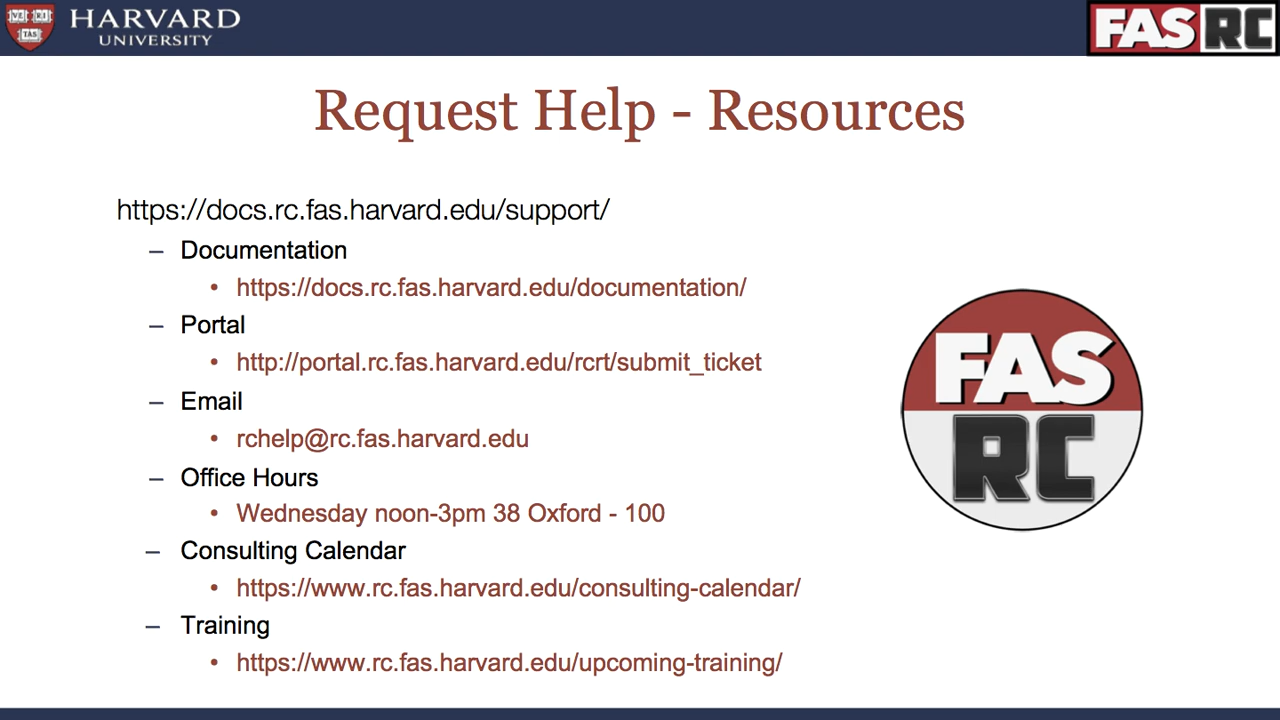 HARVARD
UNIVERSITY
FAS RC
Request Help - Resources
https://docs.rc.fas.harvard.edu/support/
– Documentation
• https://docs.rc.fas.harvard.edu/documentation/
– Portal
• http://portal.rc.fas.harvard.edu/rcrt/submit_ticket
– Email
• rchelp@rc.fas.harvard.edu
– Office Hours
• Wednesday noon-3pm 38 Oxford - 100
– Consulting Calendar
• https://www.rc.fas.harvard.edu/consulting-calendar/
– Training
• https://www.rc.fas.harvard.edu/upcoming-training/
FAS
RC